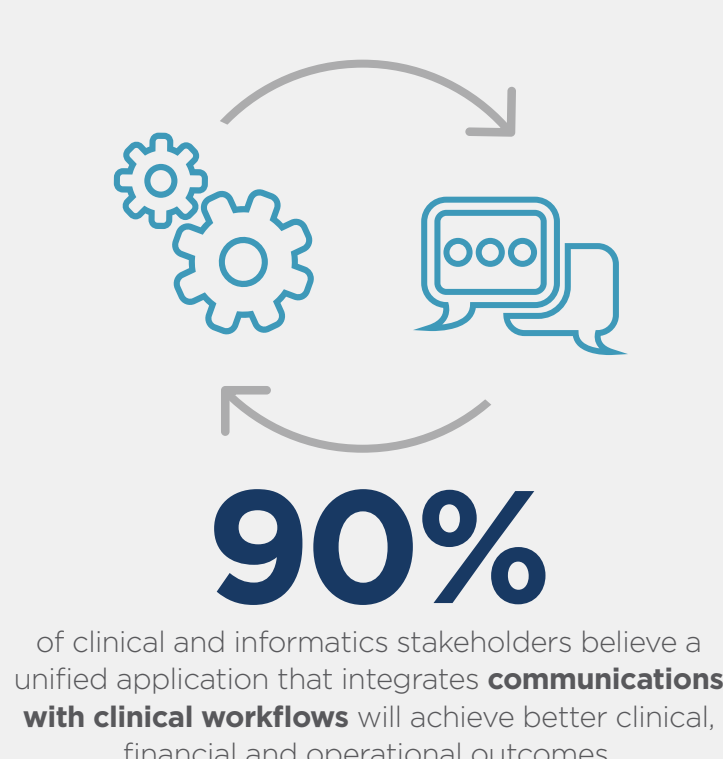 90%
of clinical and informatics stakeholders believe a
unified application that integrates communications
with clinical workflows will achieve better clinical,
financial and operational outcomes